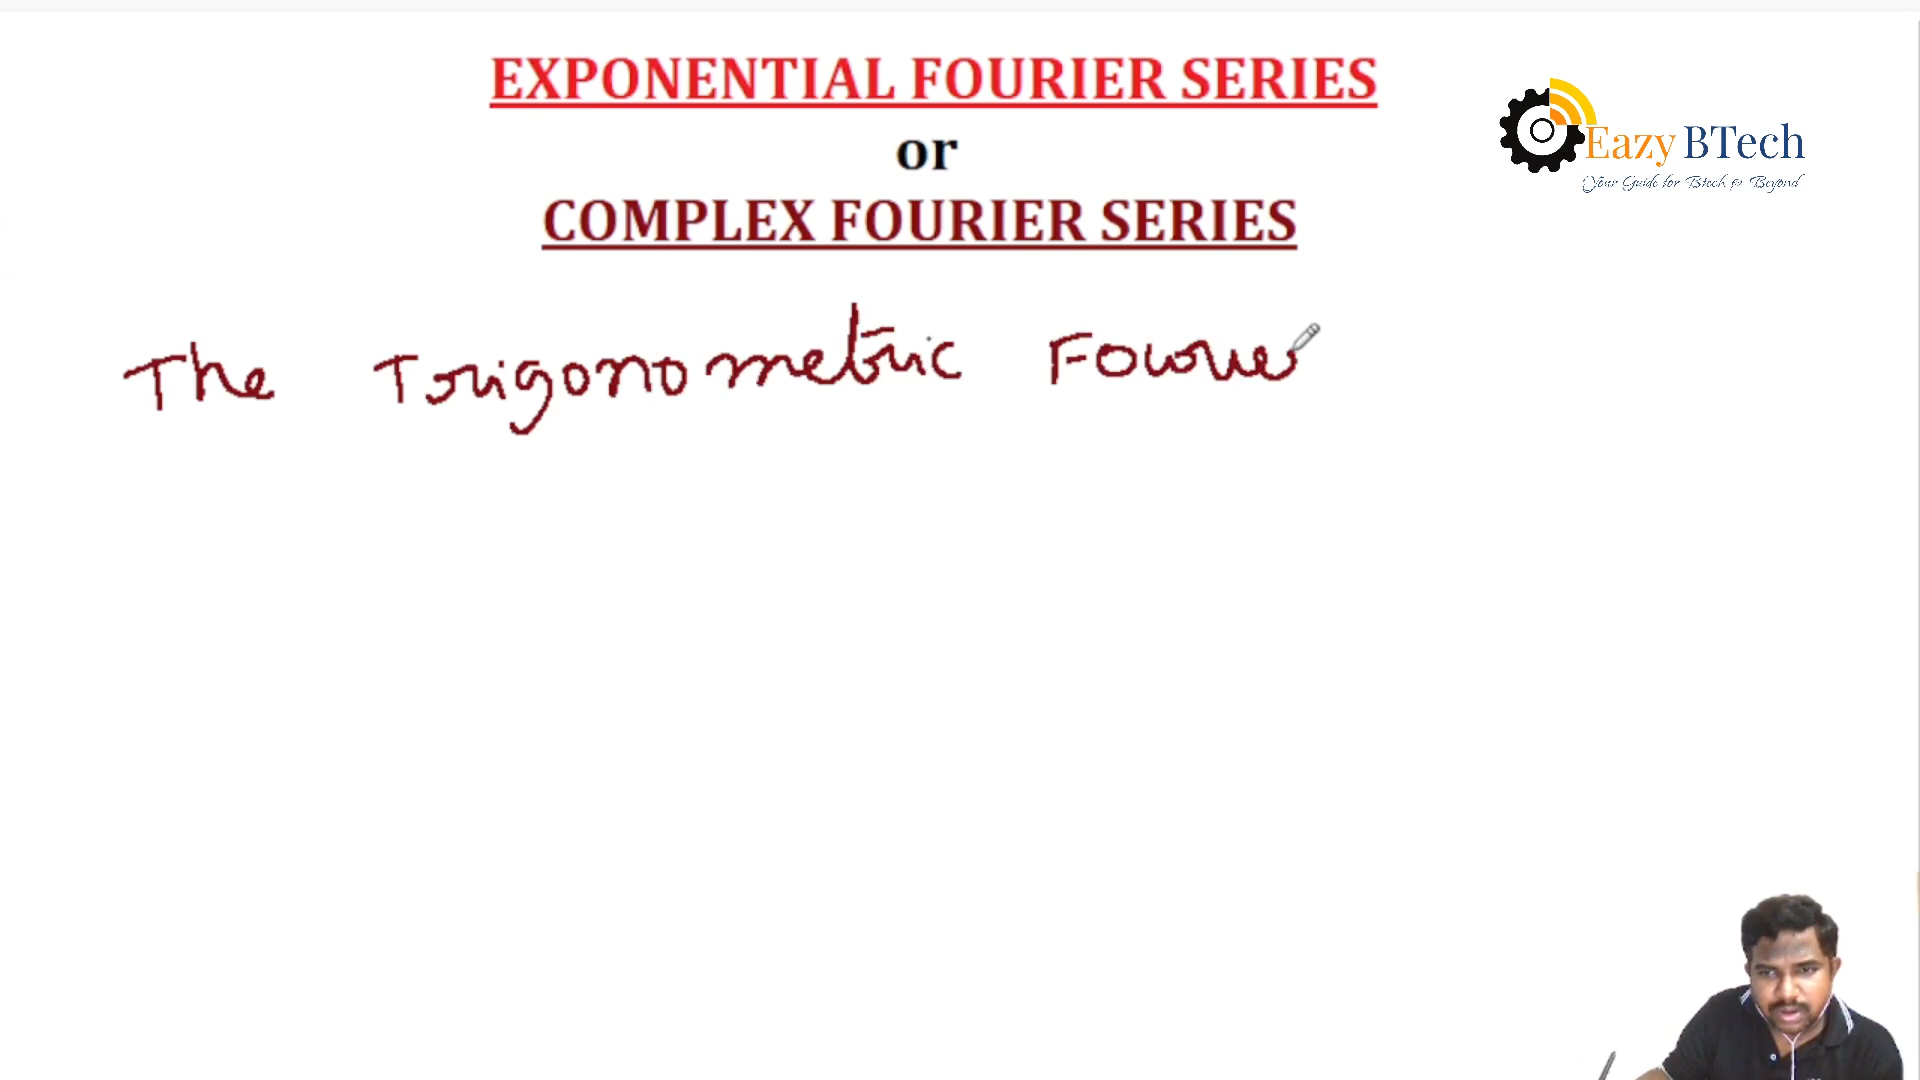 EXPONENTIAL FOURIER SERIES
or
COMPLEX FOURIER SERIES
Eazy BTech
Your Guide for Btech & Beyond
The Trigonometric Fourier